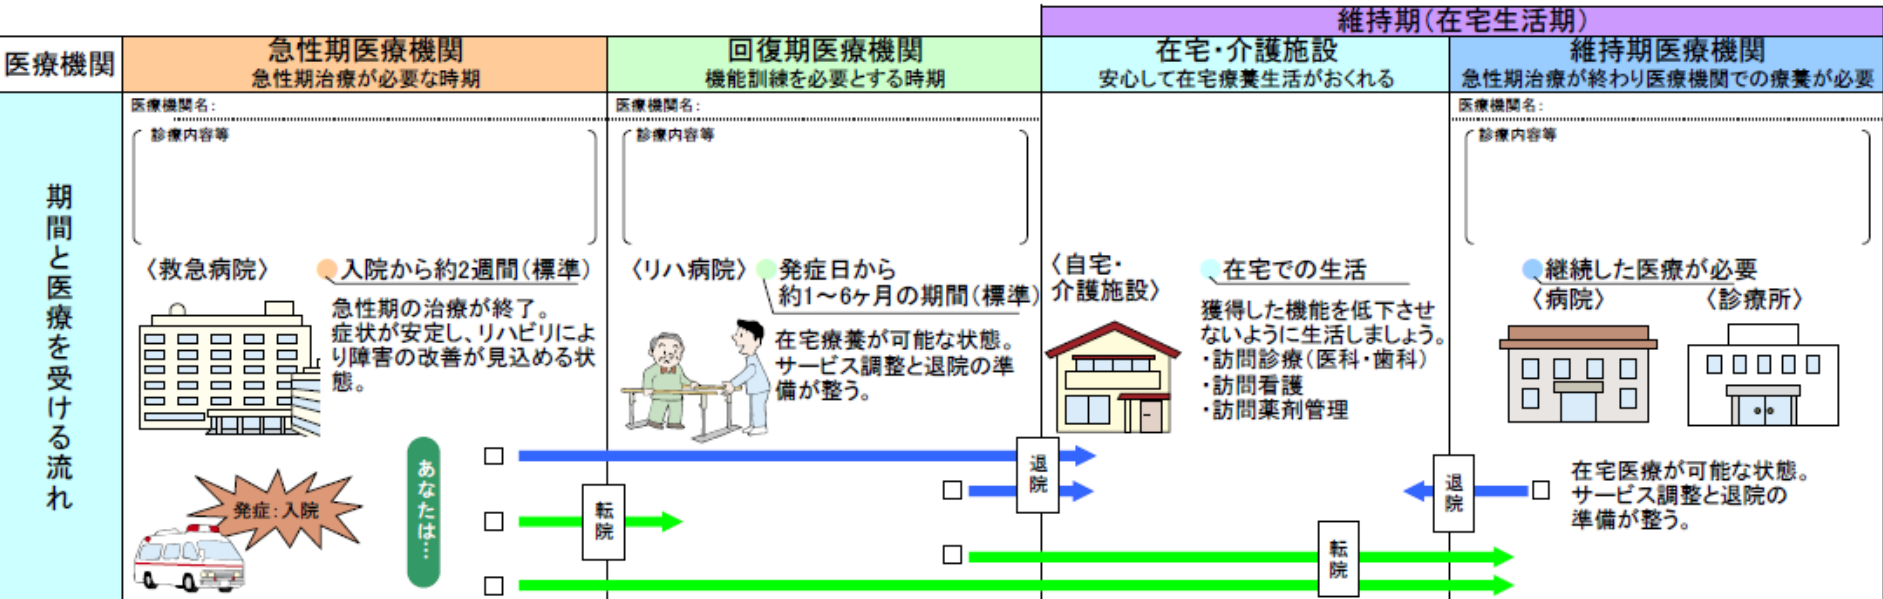 維持期(在宅生活期)
医療機関
急性期医療機関
急性期治療が必要な時期
回復期医療機関
機能訓練を必要とする時期
在宅・介護施設
安心して在宅療養生活がおくれる
維持期医療機関
急性期治療が終わり医療機関での療養が必要
期間と医療を受ける流れ
医療機関名:
診療内容等
〈救急病院〉
入院から約2週間(標準)
急性期の治療が終了。
症状が安定し、リハビリによ
り障害の改善が見込める状
態。
発症:入院
あなたは…
医療機関名:
診療内容等
〈リハ病院〉
発症日から
約1～6ヶ月の期間(標準)
在宅療養が可能な状態。
サービス調整と退院の準
備が整う。
転院
退院
〈自宅・
介護施設〉
在宅での生活
獲得した機能を低下させ
ないように生活しましょう。
・訪問診療(医科・歯科)
・訪問看護
・訪問薬剤管理
転院
医療機関名:
診療内容等
継続した医療が必要
〈病院〉
〈診療所〉
退院
在宅医療が可能な状態。
サービス調整と退院の
準備が整う。